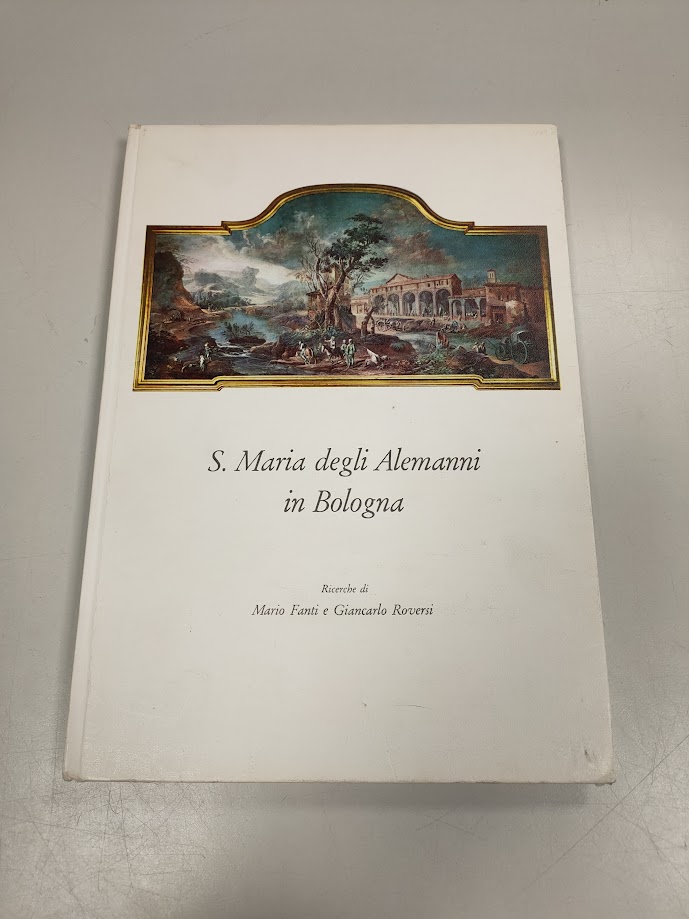 S. Maria degli Alemanni
in Bologna
Ricerche di
Mario Fanti e Giancarlo Roversi